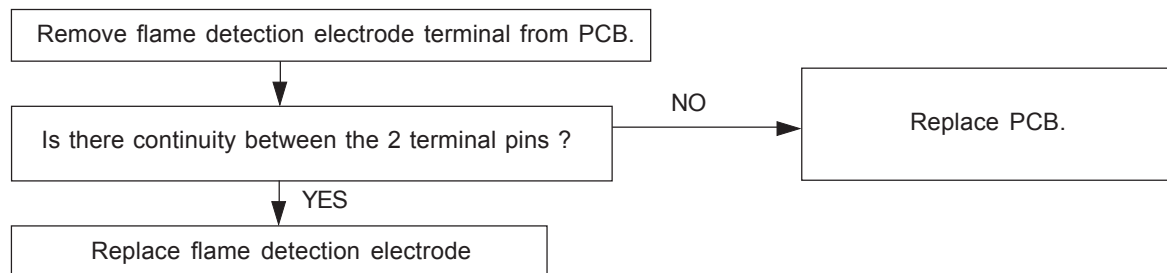 Remove flame detection electrode terminal from PCB.
NO
Is there continuity between the 2 terminal pins ?
Replace PCB.
YES
Replace flame detection electrode